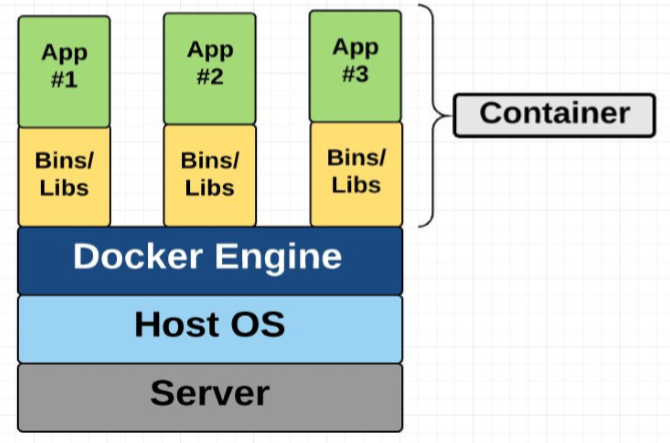 App
#1
App
#2
App
#3
Container
Bins/
Libs
Bins/
Libs
Bins/
Libs
Docker Engine
Host OS
Server